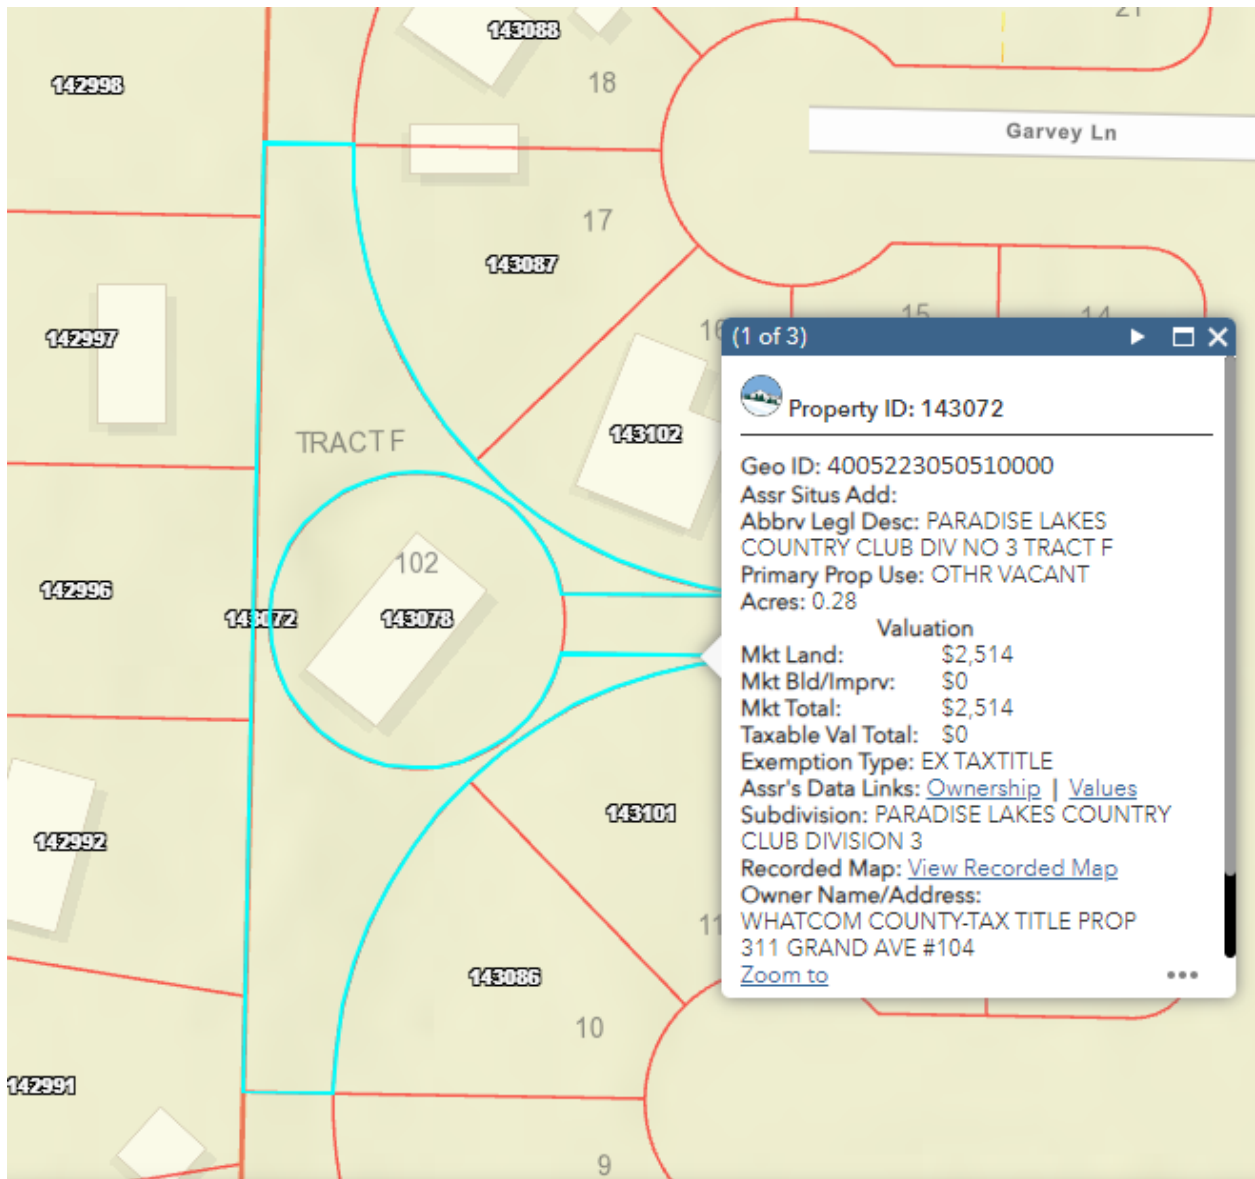 21
143088
142998
18
Garvey Ln
17
143087
15
14
16
142997
143102
TRACT F
102
142996
143072
143078
143101
142992
11
143086
10
142991
9
(1 of 3)
Property ID: 143072
Geo ID: 4005223050510000
Assr Situs Add:
Abbrv Legl Desc: PARADISE LAKES
COUNTRY CLUB DIV NO 3 TRACT F
Primary Prop Use: OTHR VACANT
Acres: 0.28
Valuation
Mkt Land: $2,514
Mkt Bld/Imprv: $0
Mkt Total: $2,514
Taxable Val Total: $0
Exemption Type: EX TAXTITLE
Assr's Data Links: Ownership | Values
Subdivision: PARADISE LAKES COUNTRY
CLUB DIVISION 3
Recorded Map: View Recorded Map
Owner Name/Address:
WHATCOM COUNTY-TAX TITLE PROP
311 GRAND AVE #104
Zoom to